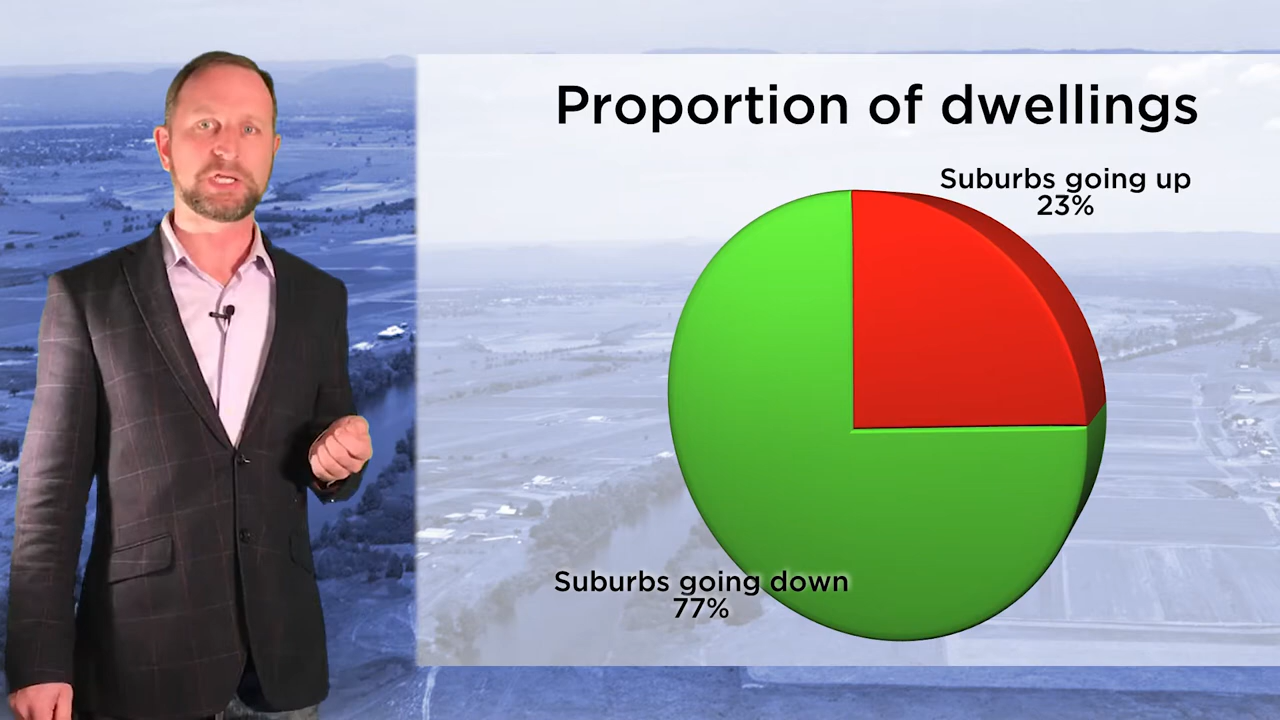 Proportion of dwellings
Suburbs going up
23%
Suburbs going down
77%